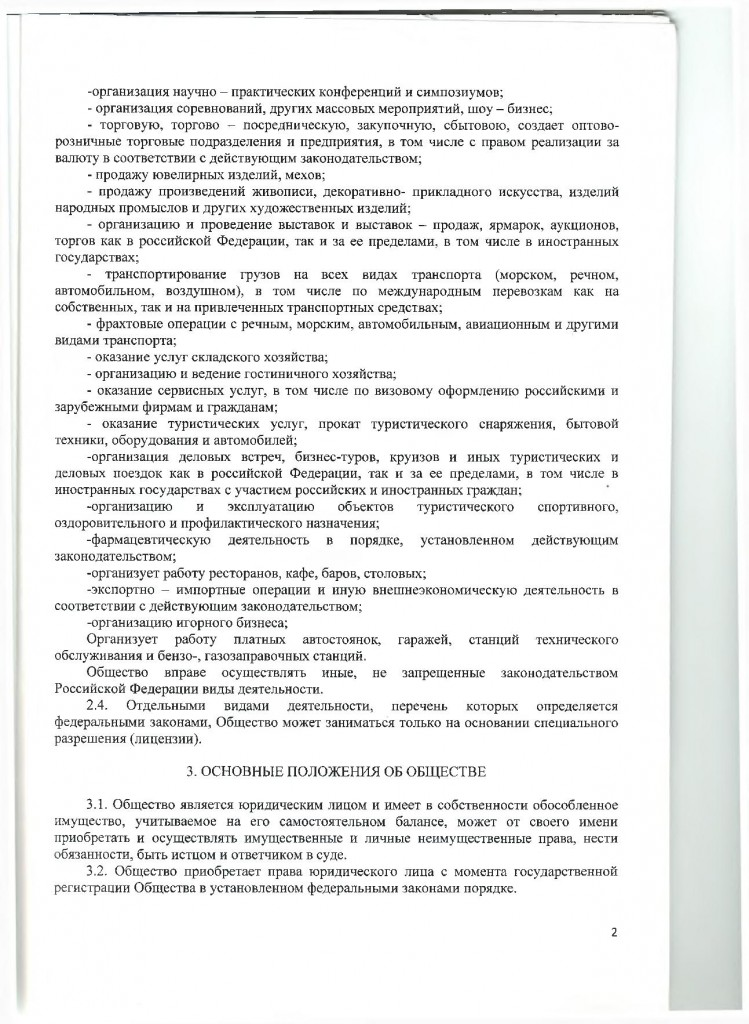 -организация научно – практических конференций и симпозиумов;
- организация соревнований, других массовых мероприятий, шоу – бизнес;
- торговую, торгово – посредническую, закупочную, сбытовою, создает оптово-
розничные торговые подразделения и предприятия, в том числе с правом реализации за
валюту в соответствии с действующим законодательством;
- продажу ювелирных изделий, мехов;
- продажу произведений живописи, декоративно- прикладного искусства, изделий
народных промыслов и других художественных изделий;
- организацию и проведение выставок и выставок – продаж, ярмарок, аукционов,
торгов как в российской Федерации, так и за ее пределами, в том числе в иностранных
государствах;
- транспортирование грузов на всех видах транспорта (морском, речном,
автомобильном, воздушном), в том числе по международным перевозкам как на
собственных, так и на привлеченных транспортных средствах;
- фрахтовые операции с речным, морским, автомобильным, авиационным и другими
видами транспорта;
- оказание услуг складского хозяйства;
- организацию и ведение гостиничного хозяйства;
- оказание сервисных услуг, в том числе по визовому оформлению российскими и
зарубежными фирмам и гражданам;
- оказание туристических услуг, прокат туристического снаряжения, бытовой
техники, оборудования и автомобилей;
-организация деловых встреч, бизнес-туров, круизов и иных туристических и
деловых поездок как в российской Федерации, так и за ее пределами, в том числе в
иностранных государствах с участием российских и иностранных граждан;
-организацию и эксплуатацию объектов туристического спортивного,
оздоровительного и профилактического назначения;
-фармацевтическую деятельность в порядке, установленном действующим
законодательством;
-организует работу ресторанов, кафе, баров, столовых;
-экспортно – импортные операции и иную внешнеэкономическую деятельность в
соответствии с действующим законодательством;
-организацию игорного бизнеса;
Организует работу платных автостоянок, гаражей, станций технического
обслуживания и бензо-, газозаправочных станций.
Общество вправе осуществлять иные, не запрещенные законодательством
Российской Федерации виды деятельности.
2.4. Отдельными видами деятельности, перечень которых определяется
федеральными законами, Общество может заниматься только на основании специального
разрешения (лицензии).
3. ОСНОВНЫЕ ПОЛОЖЕНИЯ ОБ ОБЩЕСТВЕ
3.1. Общество является юридическим лицом и имеет в собственности обособленное
имущество, учитываемое на его самостоятельном балансе, может от своего имени
приобретать и осуществлять имущественные и личные неимущественные права, нести
обязанности, быть истцом и ответчиком в суде.
3.2. Общество приобретает права юридического лица с момента государственной
регистрации Общества в установленном федеральными законами порядке.
2